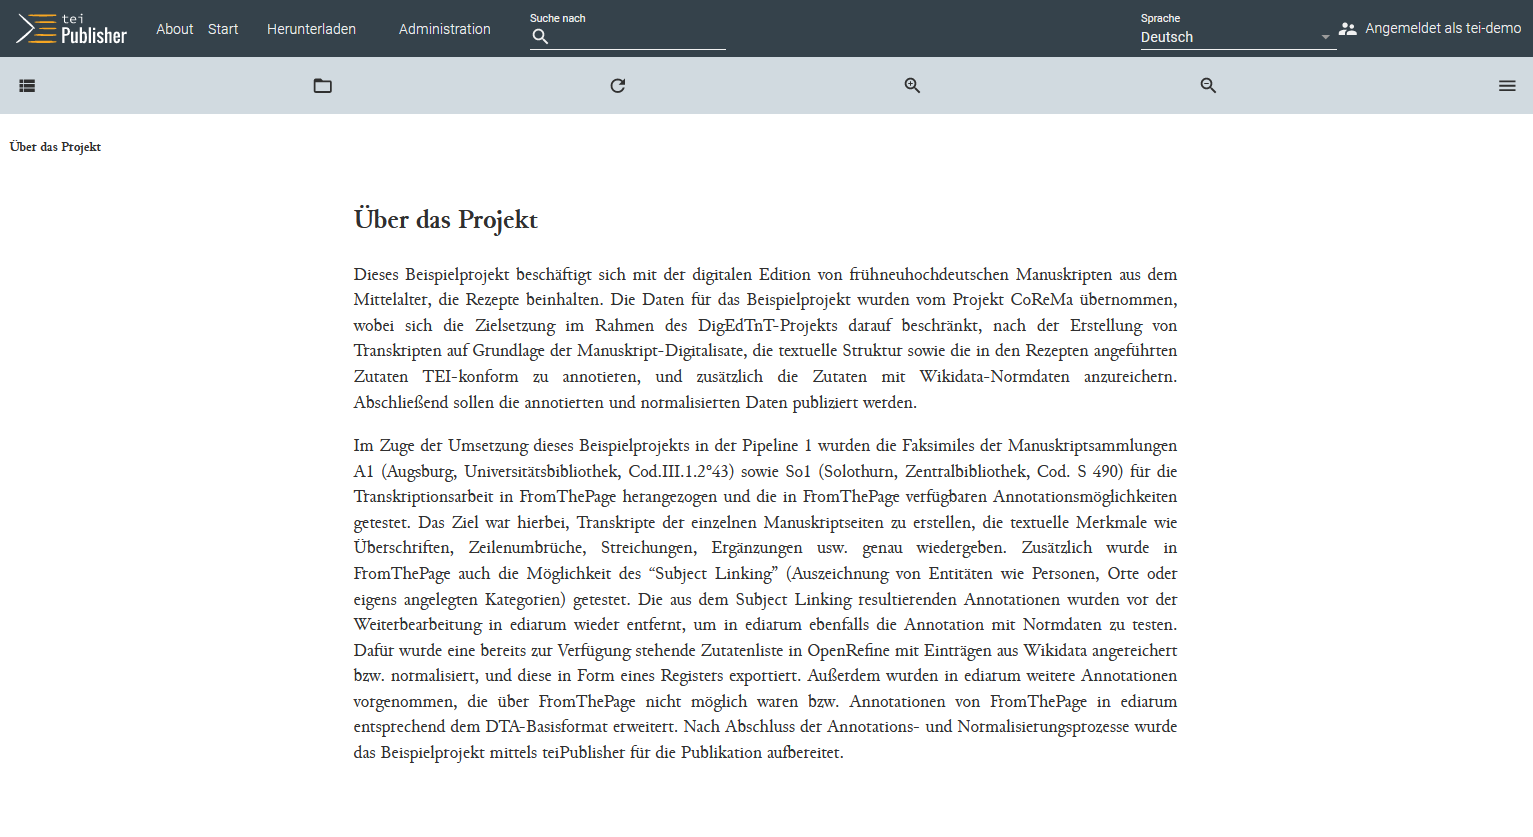 tei
Publisher
About Start Herunterladen Administration
Suche nach
Sprache
Deutsch
Angemeldet als tei-demo
Über das Projekt
Über das Projekt
Dieses Beispielprojekt beschäftigt sich mit der digitalen Edition von frühneuhochdeutschen Manuskripten aus dem
Mittelalter, die Rezepte beinhalten. Die Daten für das Beispielprojekt wurden vom Projekt CoReMa übernommen,
wobei sich die Zielsetzung im Rahmen des DigEdTnT-Projekts darauf beschränkt, nach der Erstellung von
Transkripten auf Grundlage der Manuskript-Digitalisate, die textuelle Struktur sowie die in den Rezepten angeführten
Zutaten TEI-konform zu annotieren, und zusätzlich die Zutaten mit Wikidata-Normdaten anzureichern.
Abschließend sollen die annotierten und normalisierten Daten publiziert werden.
Im Zuge der Umsetzung dieses Beispielprojekts in der Pipeline 1 wurden die Faksimiles der Manuskriptsammlungen
A1 (Augsburg, Universitätsbibliothek, Cod.III.1.2°43) sowie So1 (Solothurn, Zentralbibliothek, Cod. S 490) für die
Transkriptionsarbeit in FromThePage herangezogen und die in FromThePage verfügbaren Annotationsmöglichkeiten
getestet. Das Ziel war hierbei, Transkripte der einzelnen Manuskriptseiten zu erstellen, die textuelle Merkmale wie
Überschriften, Zeilenumbrüche, Streichungen, Ergänzungen usw. genau wiedergeben. Zusätzlich wurde in
FromThePage auch die Möglichkeit des “Subject Linking” (Auszeichnung von Entitäten wie Personen, Orte oder
eigens angelegten Kategorien) getestet. Die aus dem Subject Linking resultierenden Annotationen wurden vor der
Weiterbearbeitung in ediarum wieder entfernt, um in ediarum ebenfalls die Annotation mit Normdaten zu testen.
Dafür wurde eine bereits zur Verfügung stehende Zutatenliste in OpenRefine mit Einträgen aus Wikidata angereichert
bzw. normalisiert, und diese in Form eines Registers exportiert. Außerdem wurden in ediarum weitere Annotationen
vorgenommen, die über FromThePage nicht möglich waren bzw. Annotationen von FromThePage in ediarum
entsprechend dem DTA-Basisformat erweitert. Nach Abschluss der Annotations- und Normalisierungsprozesse wurde
das Beispielprojekt mittels teiPublisher für die Publikation aufbereitet.